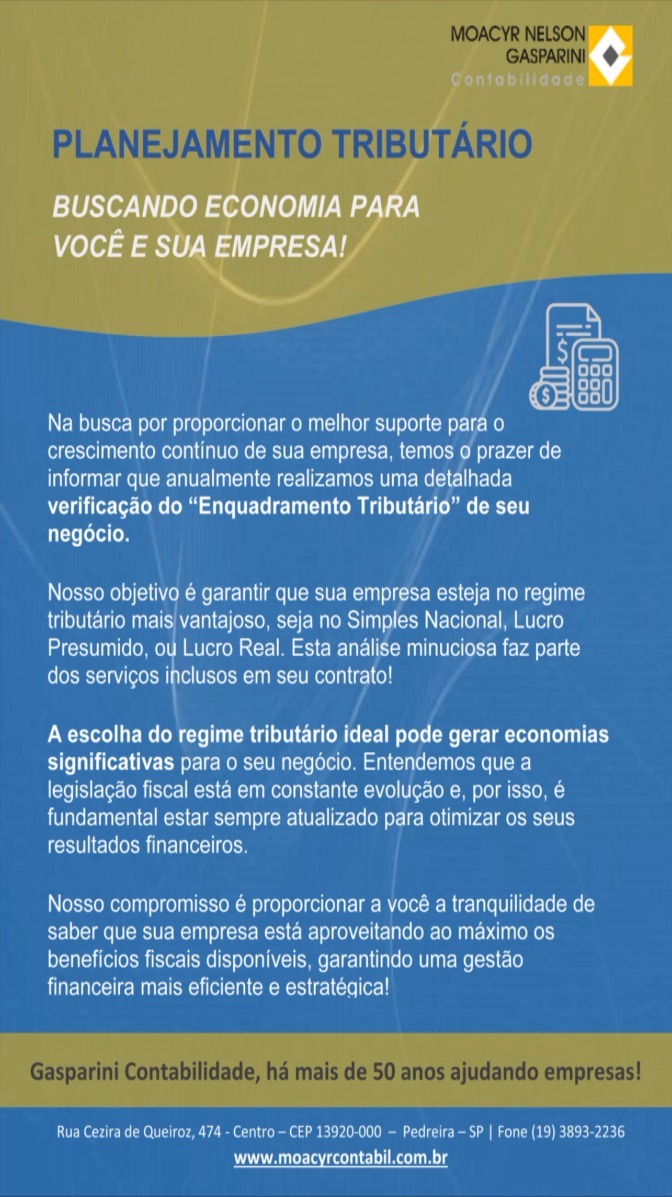 MOACYR NELSON
GASPARINI
Contabilidade
PLANEJAMENTO TRIBUTÁRIO
BUSCANDO ECONOMIA PARA
VOCÊ E SUA EMPRESA!
Na busca por proporcionar o melhor suporte para o
crescimento contínuo de sua empresa, temos o prazer de
informar que anualmente realizamos uma detalhada
verificação do “Enquadramento Tributário” de seu
negócio.
Nosso objetivo é garantir que sua empresa esteja no regime
tributário mais vantajoso, seja no Simples Nacional, Lucro
Presumido, ou Lucro Real. Esta análise minuciosa faz parte
dos serviços inclusos em seu contrato!
A escolha do regime tributário ideal pode gerar economias
significativas para o seu negócio. Entendemos que a
legislação fiscal está em constante evolução e, por isso, é
fundamental estar sempre atualizado para otimizar os seus
resultados financeiros.
Nosso compromisso é proporcionar a você a tranquilidade de
saber que sua empresa está aproveitando ao máximo os
benefícios fiscais disponíveis, garantindo uma gestão
financeira mais eficiente e estratégica!
Gasparini Contabilidade, há mais de 50 anos ajudando empresas!
Rua Cezira de Queiroz, 474 - Centro – CEP 13920-000 – Pedreira – SP | Fone (19) 3893-2236
www.moacyrcontabil.com.br